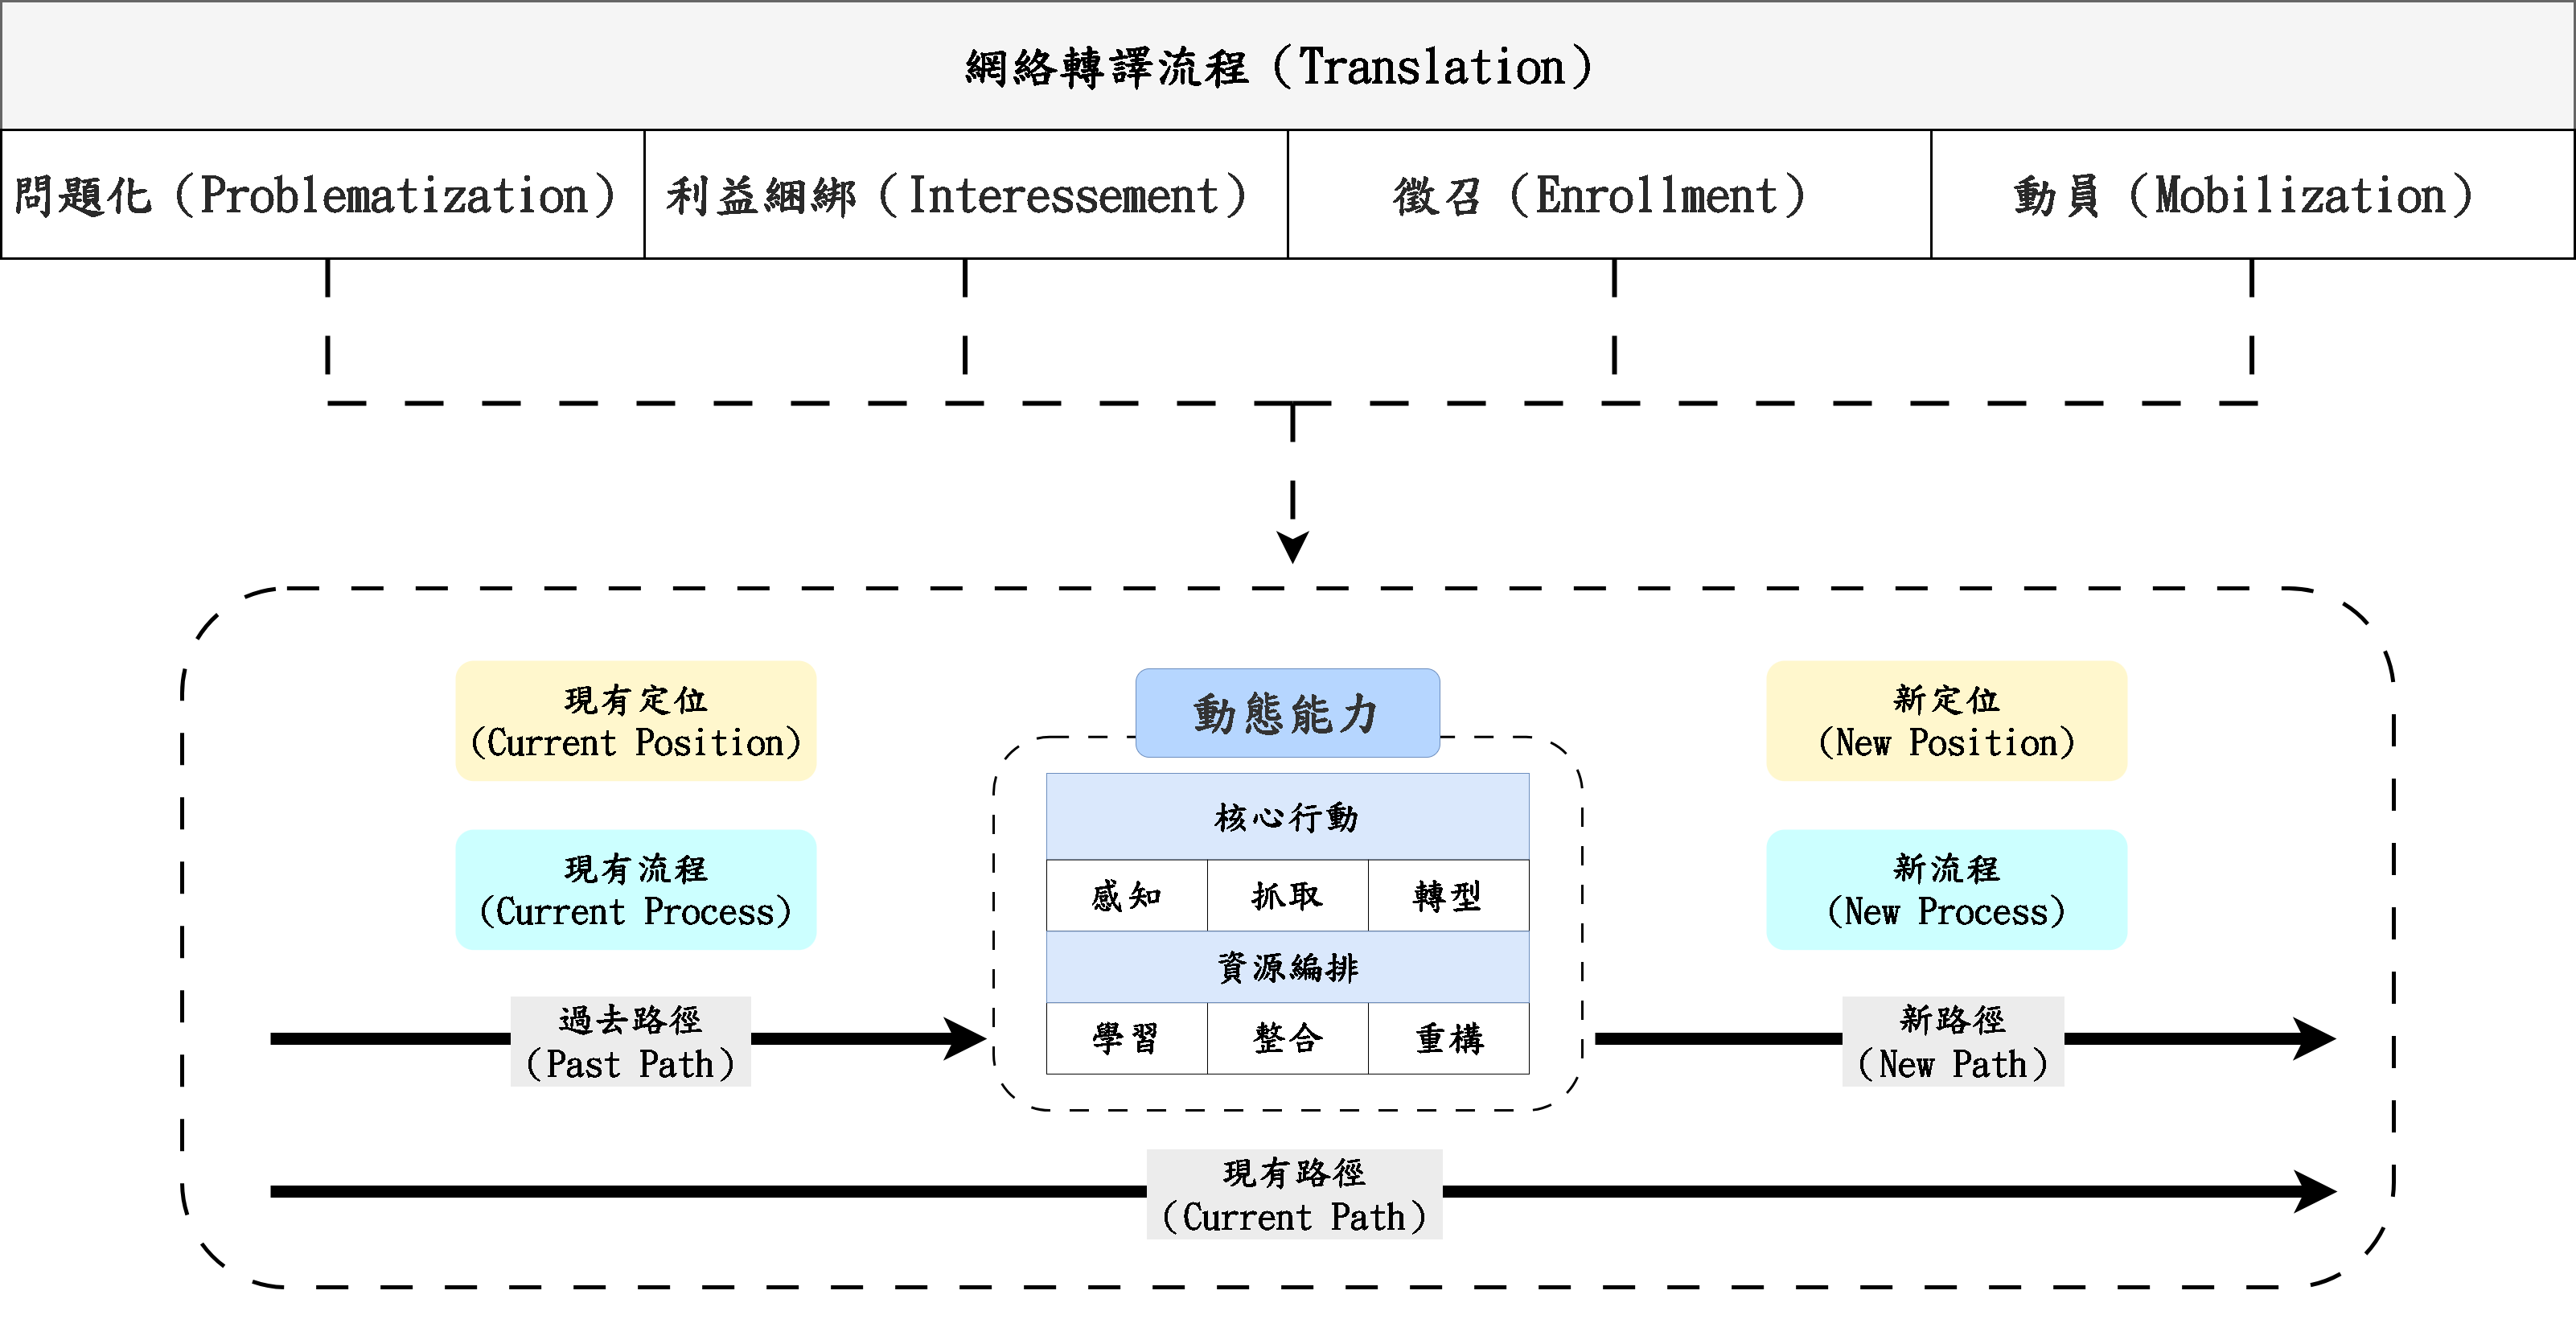 網絡轉譯流程（Translation）
問題化（Problematization）
利益綑綁（Interessement）
徵召（Enrollment）
動員（Mobilization）
現有定位
(Current Position)
現有流程
(Current Process)
過去路徑
(Past Path)
動態能力
核心行動
感知
抓取
轉型
資源編排
學習
整合
重構
新定位
(New Position)
新流程
(New Process)
新路徑
(New Path)
現有路徑
(Current Path)